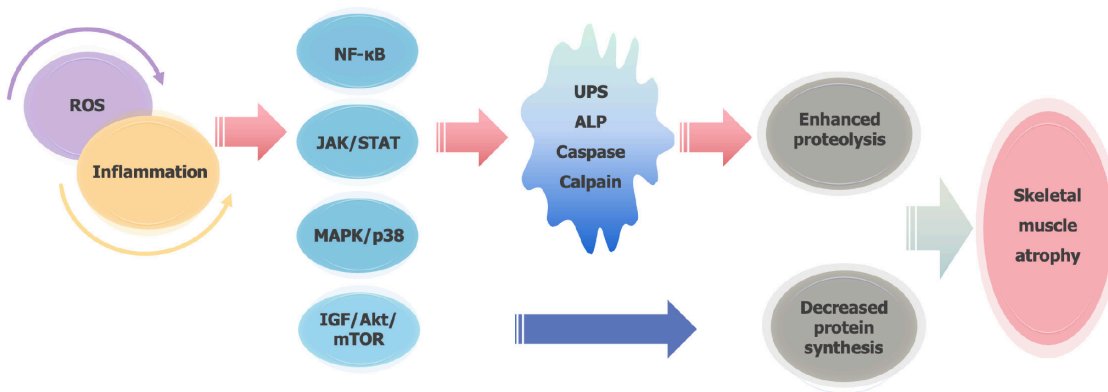 ROS
Inflammation
NF-κB
JAK/STAT
MAPK/p38
IGF/Akt/
mTOR
UPS
ALP
Caspase
Calpain
Enhanced
proteolysis
Decreased
protein
synthesis
Skeletal
muscle
atrophy